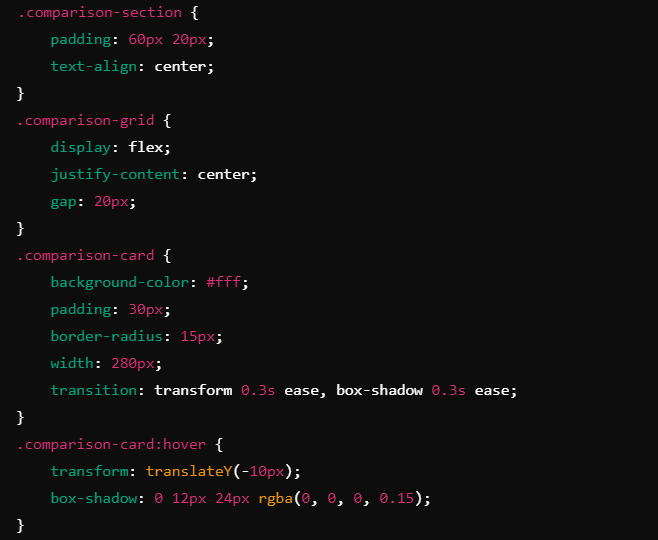 .comparison-section {
    padding: 60px 20px;
    text-align: center;
}
.comparison-grid {
    display: flex;
    justify-content: center;
    gap: 20px;
}
.comparison-card {
    background-color: #fff;
    padding: 30px;
    border-radius: 15px;
    width: 280px;
    transition: transform 0.3s ease, box-shadow 0.3s ease;
}
.comparison-card:hover {
    transform: translateY(-10px);
    box-shadow: 0 12px 24px rgba(0, 0, 0, 0.15);
}